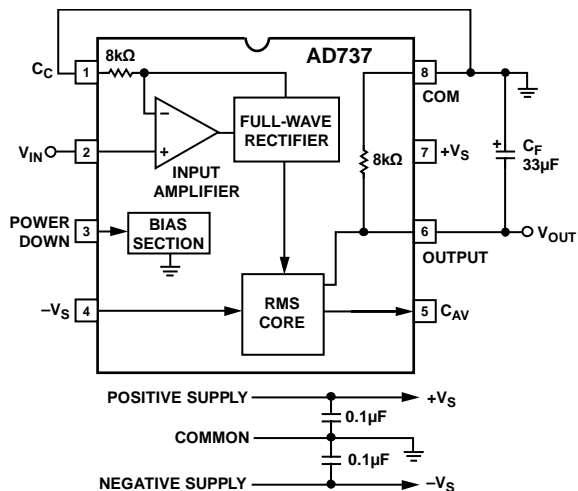 AD737
8kΩ
C_C 1
8
COM
FULL-WAVE
RECTIFIER
8kΩ
+
C_F
33µF
7 +V_S
V_IN 2
−
+
INPUT
AMPLIFIER
POWER
DOWN
3
BIAS
SECTION
6
OUTPUT
V_OUT
−V_S 4
RMS
CORE
5 C_AV
POSITIVE SUPPLY +V_S
0.1µF
COMMON
0.1µF
NEGATIVE SUPPLY −V_S